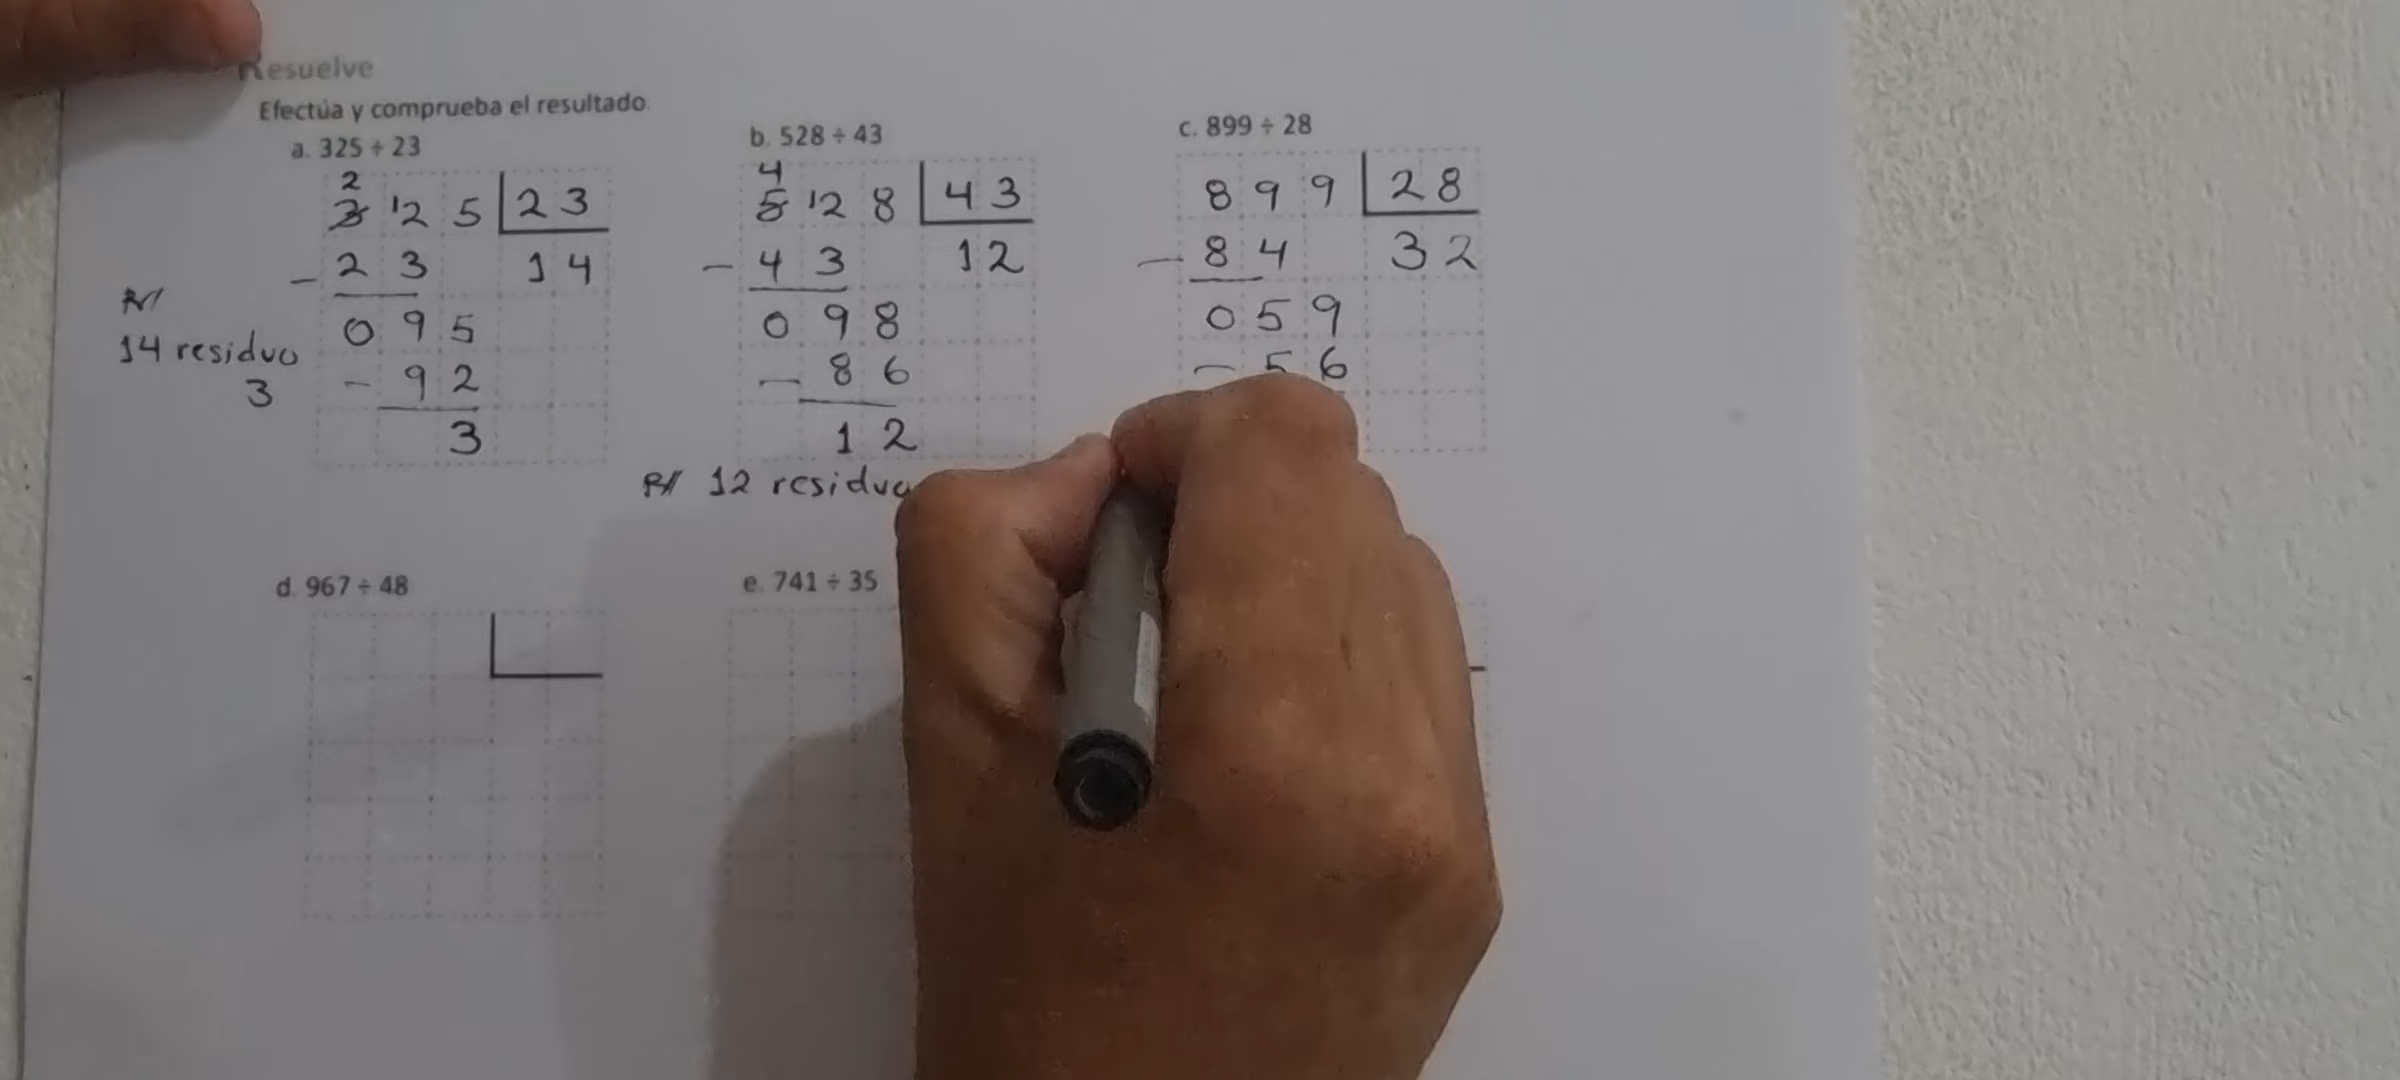 Resuelve
Efectúa y comprueba el resultado.
a. 325 ÷ 23
2
3 12 5 23
- 2 3 14
0 9 5
- 9 2
3
R//
14 residuo
3
b. 528 ÷ 43
4
5 12 8 43
- 4 3 12
0 9 8
- 8 6
1 2
R// 12 residuo
c. 899 ÷ 28
8 9 9 28
- 8 4 32
0 5 9
- 5 6
d. 967 ÷ 48
e. 741 ÷ 35